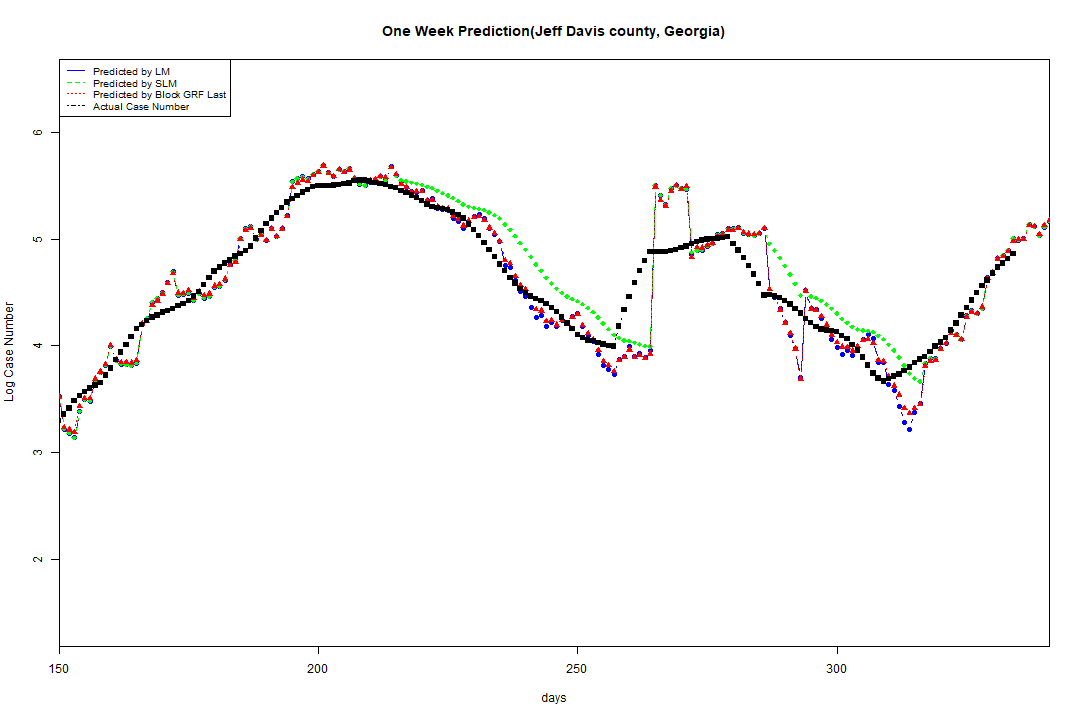 One Week Prediction(Jeff Davis county, Georgia)
Predicted by LM
Predicted by SLM
Predicted by Block GRF Last
Actual Case Number
6
5
4
3
2
Log Case Number
150 200 250 300
days